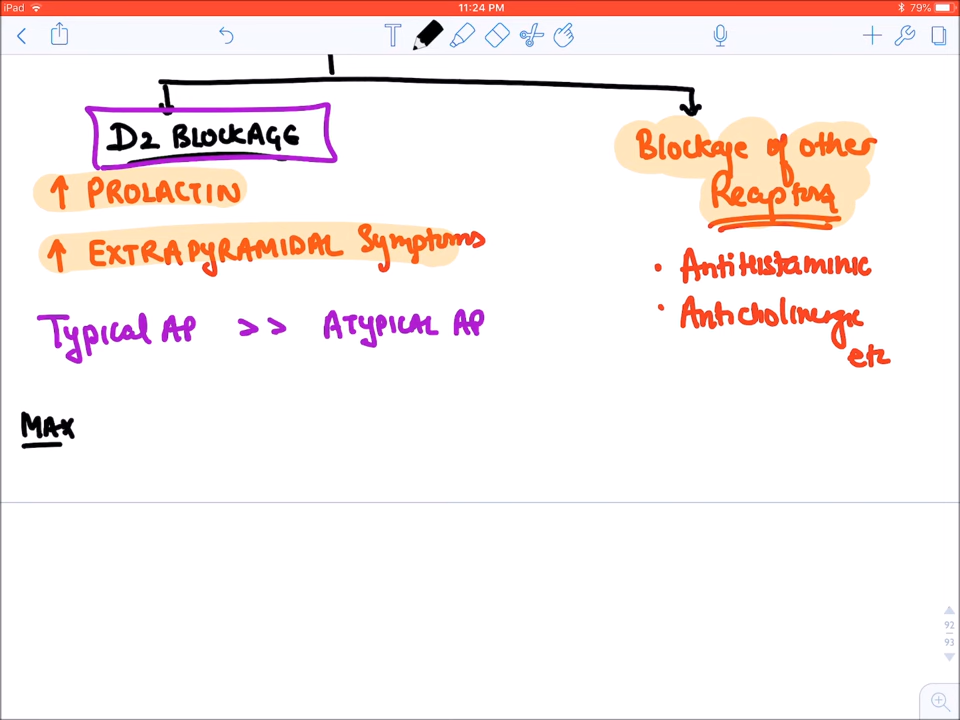 iPad 11:24 PM 79%
T
D2 BLOCKAGE
↑ PROLACTIN
↑ EXTRAPYRAMIDAL Symptoms
Typical AP >> ATYPICAL AP
MAX
Blockage of other
Receptors
• Antihistaminic
• Anticholinergic
etc
92
93